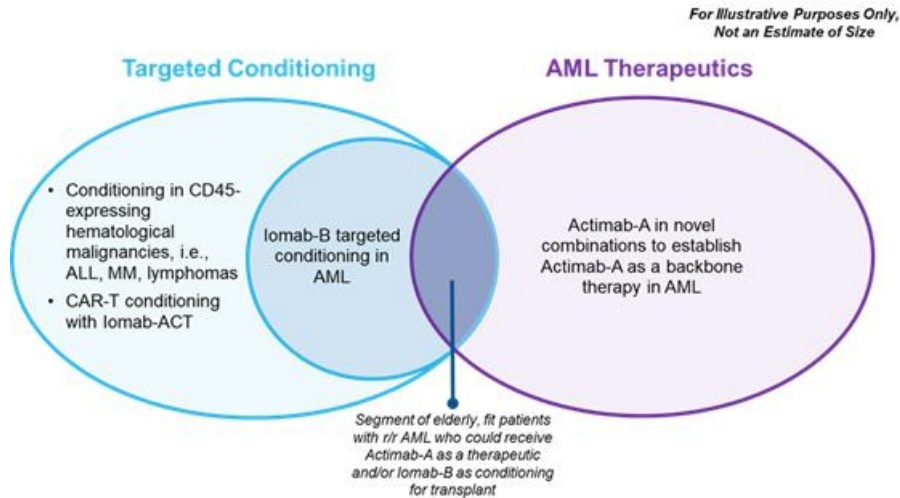 For Illustrative Purposes Only,
Not an Estimate of Size
Targeted Conditioning
AML Therapeutics
• Conditioning in CD45-
expressing
hematological
malignancies, i.e.,
ALL, MM, lymphomas
• CAR-T conditioning
with Iomab-ACT
Iomab-B targeted
conditioning in
AML
Actimab-A in novel
combinations to establish
Actimab-A as a backbone
therapy in AML
Segment of elderly, fit patients
with r/r AML who could receive
Actimab-A as a therapeutic
and/or Iomab-B as conditioning
for transplant